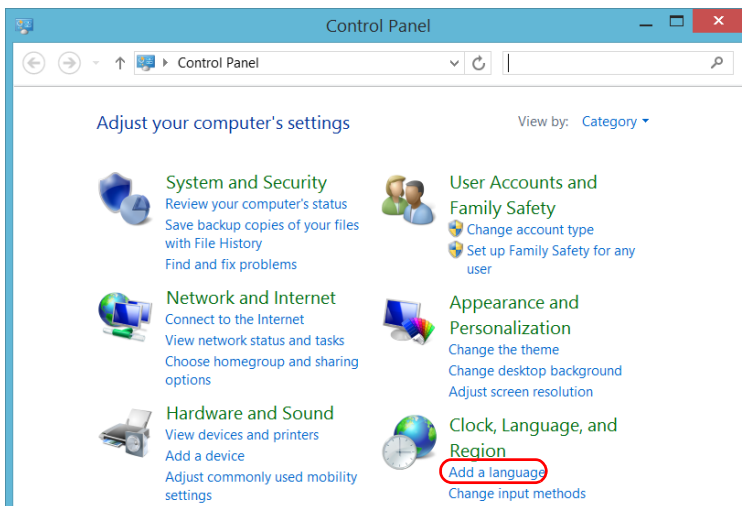 Control Panel
Control Panel
Adjust your computer's settings
View by: Category
System and Security
Review your computer's status
Save backup copies of your files
with File History
Find and fix problems
Network and Internet
Connect to the Internet
View network status and tasks
Choose homegroup and sharing
options
Hardware and Sound
View devices and printers
Add a device
Adjust commonly used mobility
settings
User Accounts and
Family Safety
Change account type
Set up Family Safety for any
user
Appearance and
Personalization
Change the theme
Change desktop background
Adjust screen resolution
Clock, Language, and
Region
Add a language
Change input methods